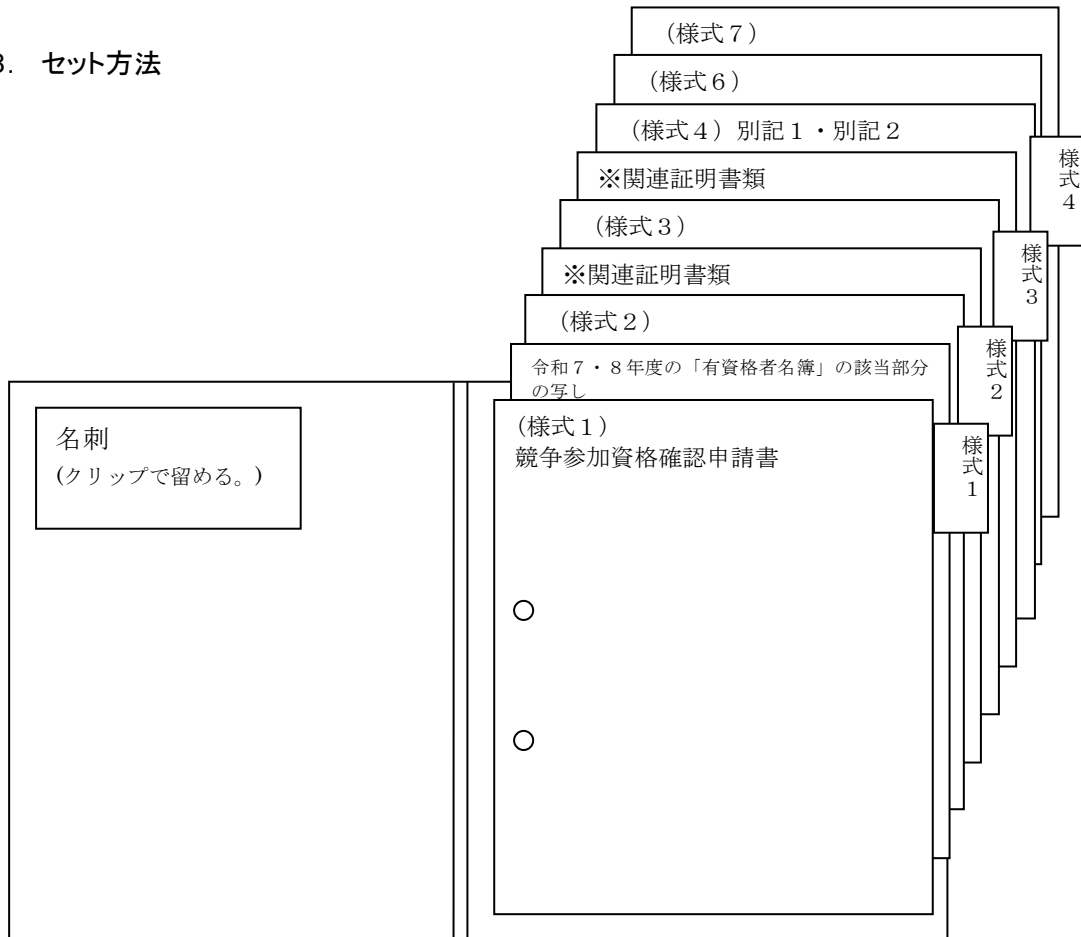 3. セット方法
(様式7)
(様式6)
(様式4)別記1・別記2
※関連証明書類
(様式3)
※関連証明書類
(様式2)
令和7・8年度の「有資格者名簿」の該当部分
の写し
(様式1)
競争参加資格確認申請書
名刺
(クリップで留める。)
様式4
様式3
様式2
様式1